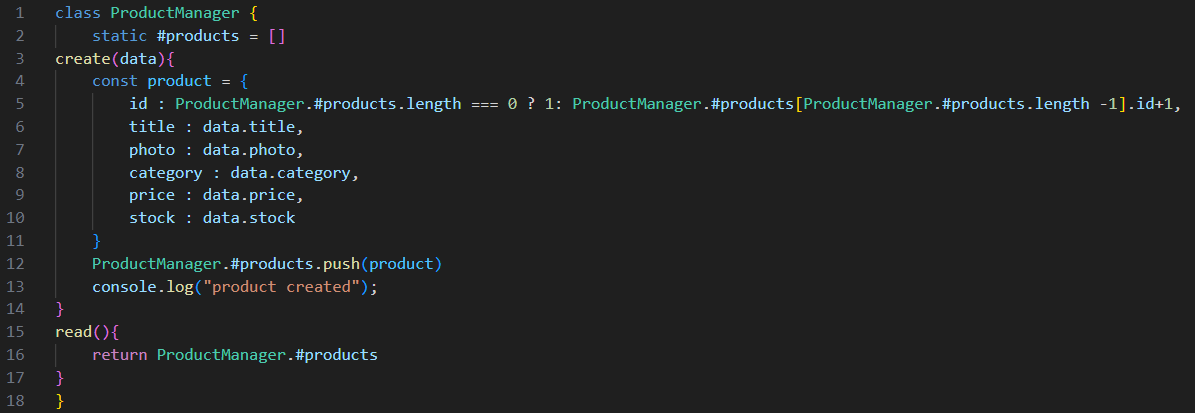 1 class ProductManager {
2     static #products = []
3 create(data){
4     const product = {
5         id : ProductManager.#products.length === 0 ? 1: ProductManager.#products[ProductManager.#products.length -1].id+1,
6         title : data.title,
7         photo : data.photo,
8         category : data.category,
9         price : data.price,
10         stock : data.stock
11     }
12     ProductManager.#products.push(product)
13     console.log("product created");
14 }
15 read(){
16     return ProductManager.#products
17 }
18 }